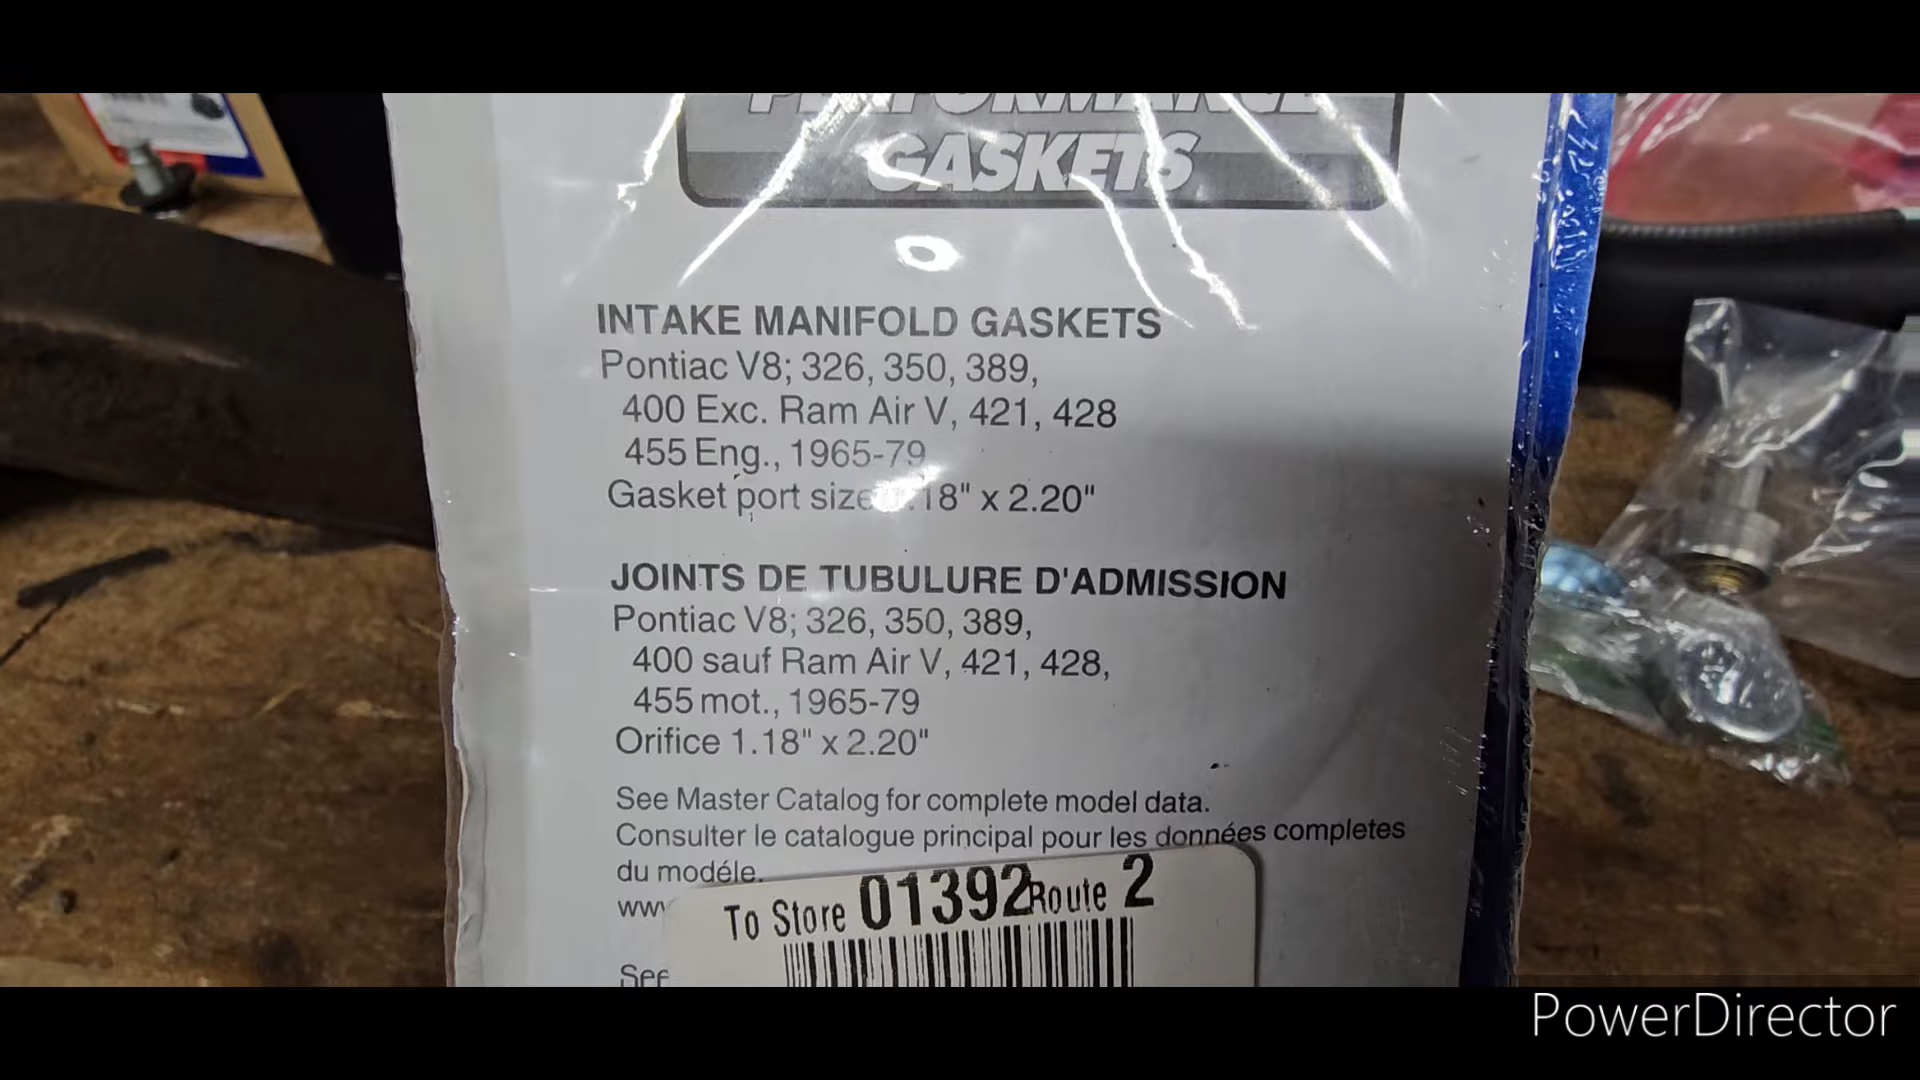 PERFORMANCE
GASKETS
INTAKE MANIFOLD GASKETS
Pontiac V8; 326, 350, 389,
400 Exc. Ram Air V, 421, 428
455 Eng., 1965-79
Gasket port size 1.18" x 2.20"
JOINTS DE TUBULURE D'ADMISSION
Pontiac V8; 326, 350, 389,
400 sauf Ram Air V, 421, 428,
455 mot., 1965-79
Orifice 1.18" x 2.20"
See Master Catalog for complete model data.
Consulter le catalogue principal pour les données completes
du modéle.
www
To Store 01392 Route 2
See
PowerDirector